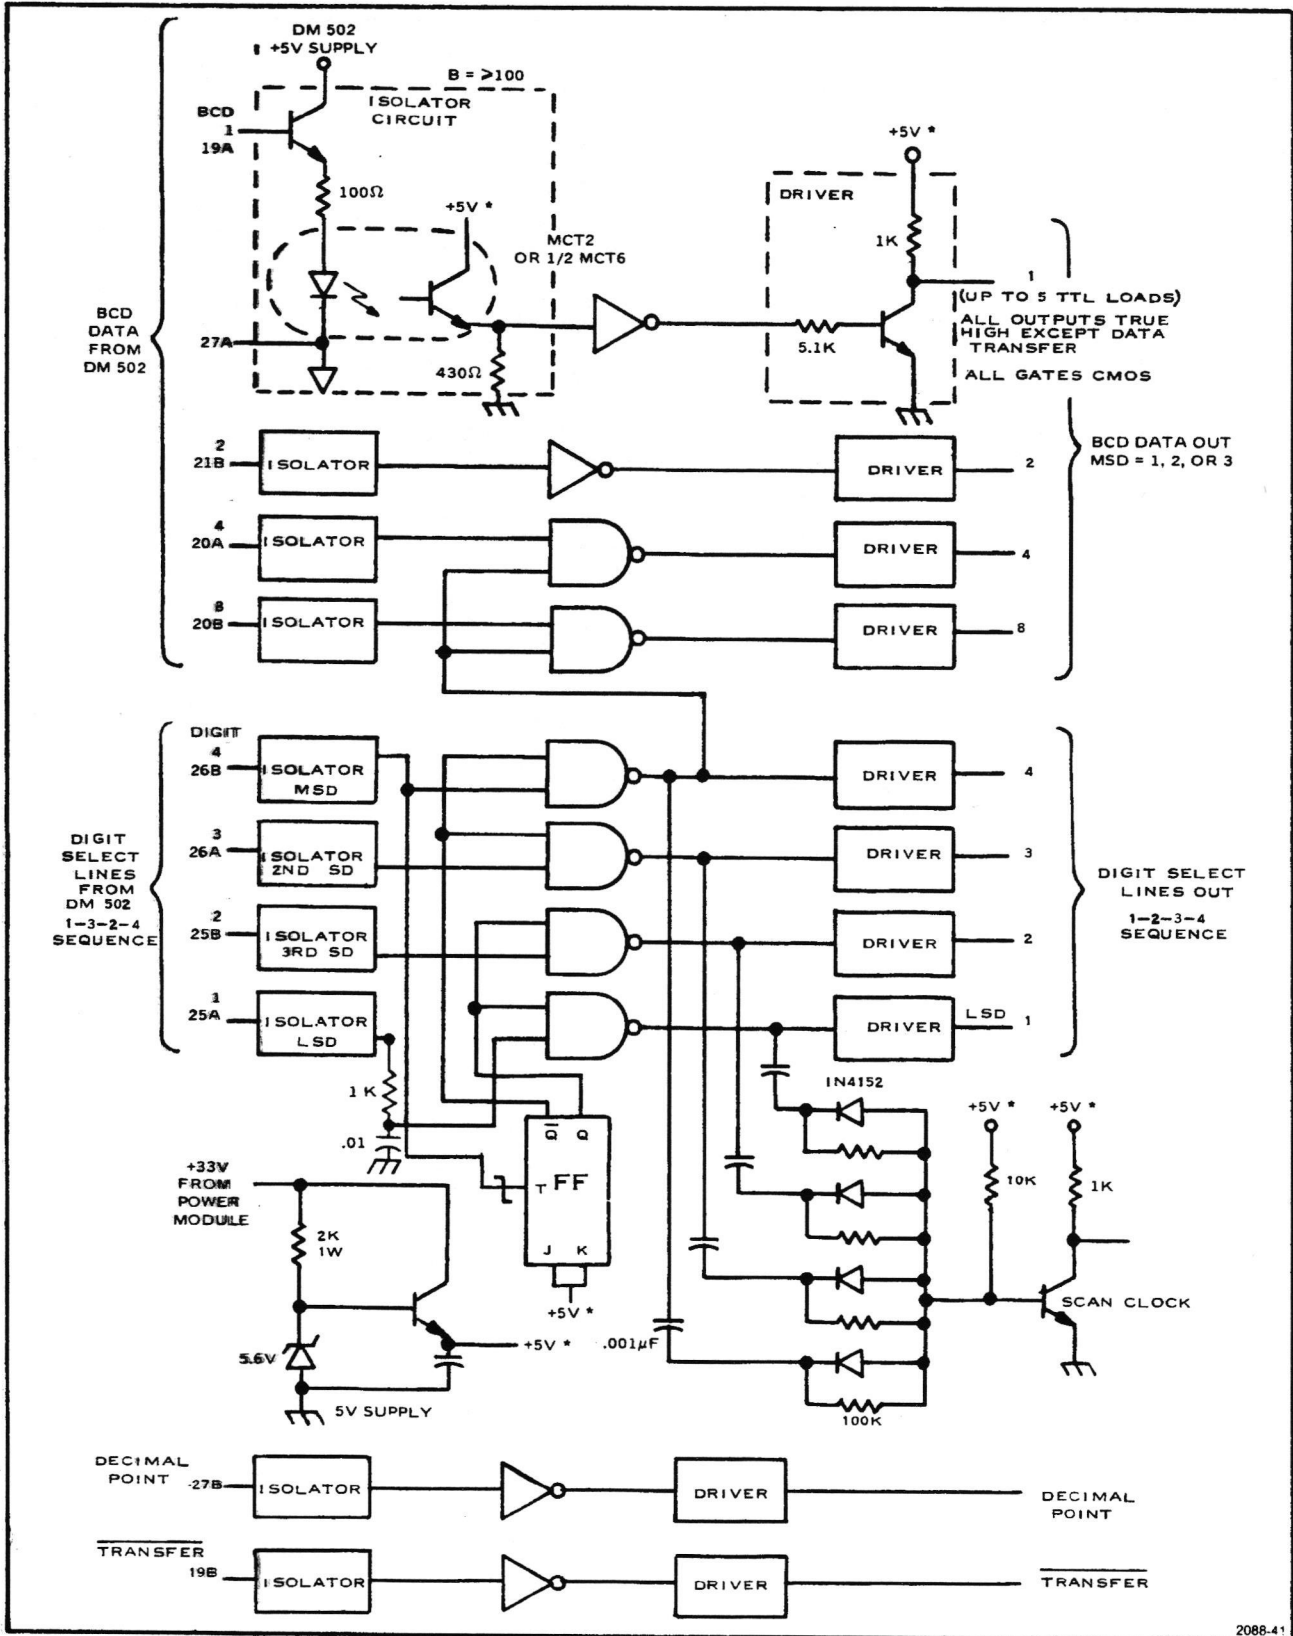 DM 502
+5V SUPPLY
B = ≥100
ISOLATOR
CIRCUIT
BCD
1
19A
100Ω
+5V *
MCT2
OR 1/2 MCT6
27A
430Ω
BCD
DATA
FROM
DM 502
+5V *
DRIVER
1K
5.1K
1
(UP TO 5 TTL LOADS)
ALL OUTPUTS TRUE
HIGH EXCEPT DATA
TRANSFER
ALL GATES CMOS
BCD DATA OUT
MSD = 1, 2, OR 3
2
21B
ISOLATOR
DRIVER
2
4
20A
ISOLATOR
DRIVER
4
8
20B
ISOLATOR
DRIVER
8
DIGIT
4
26B
ISOLATOR
MSD
DRIVER
4
3
26A
ISOLATOR
2ND SD
DRIVER
3
2
25B
ISOLATOR
3RD SD
DRIVER
2
1
25A
ISOLATOR
LSD
DRIVER
LSD
1
DIGIT
SELECT
LINES
FROM
DM 502
1-3-2-4
SEQUENCE
DIGIT SELECT
LINES OUT
1-2-3-4
SEQUENCE
1 K
.01
Q̅
Q
T
FF
J
K
+5V *
+33V
FROM
POWER
MODULE
2K
1W
5.6V
+5V *
5V SUPPLY
1N4152
.001µF
100K
+5V *
10K
+5V *
1K
SCAN CLOCK
DECIMAL
POINT
27B
ISOLATOR
DRIVER
DECIMAL
POINT
T̅R̅A̅N̅S̅F̅E̅R̅
19B
ISOLATOR
DRIVER
T̅R̅A̅N̅S̅F̅E̅R̅
2088-41